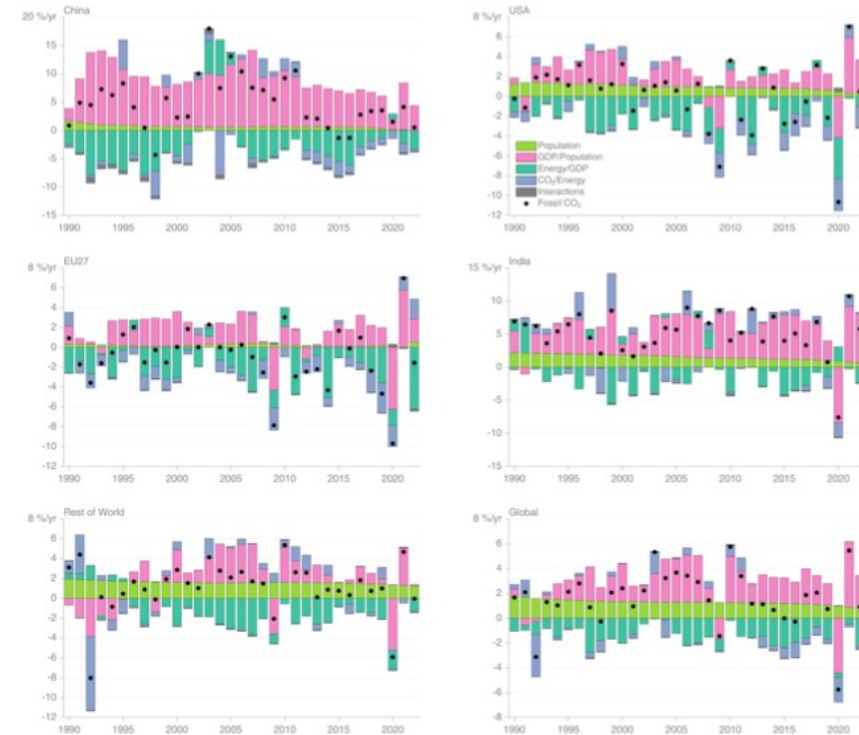 China
20 %/yr
15
10
5
0
-5
-10
-15
1990 1995 2000 2005 2010 2015 2020
USA
8 %/yr
6
4
2
0
-2
-4
-6
-8
-10
-12
Population
GDP/Population
Energy/GDP
CO₂/Energy
Interactions
Fossil CO₂
1990 1995 2000 2005 2010 2015 2020
EU27
8 %/yr
6
4
2
0
-2
-4
-6
-8
-10
-12
1990 1995 2000 2005 2010 2015 2020
India
15 %/yr
10
5
0
-5
-10
-15
1990 1995 2000 2005 2010 2015 2020
Rest of World
8 %/yr
6
4
2
0
-2
-4
-6
-8
-10
-12
1990 1995 2000 2005 2010 2015 2020
Global
8 %/yr
6
4
2
0
-2
-4
-6
-8
1990 1995 2000 2005 2010 2015 2020